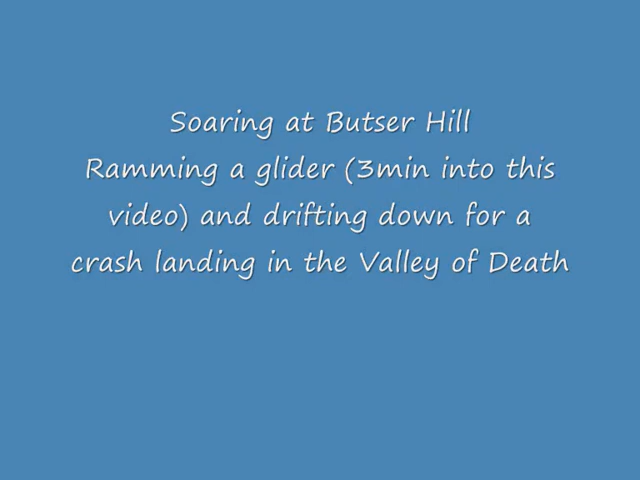 Soaring at Butser Hill
Ramming a glider (3min into this
video) and drifting down for a
crash landing in the Valley of Death